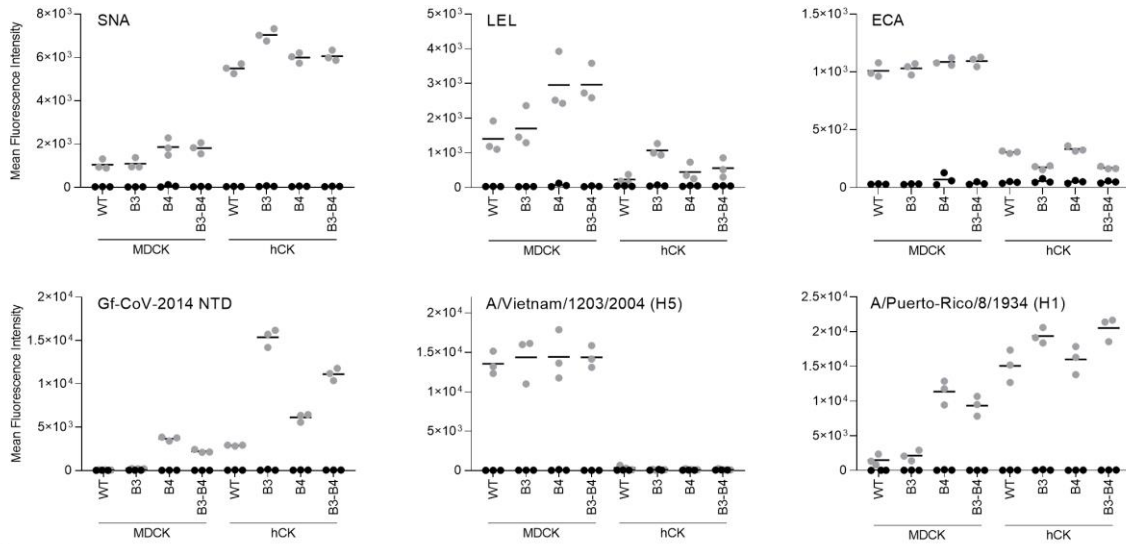 SNA
Mean Fluorescence Intensity
8×10³
6×10³
4×10³
2×10³
0
WT
B3
B4
B3-B4
WT
B3
B4
B3-B4
MDCK
hCK
LEL
5×10³
4×10³
3×10³
2×10³
1×10³
0
WT
B3
B4
B3-B4
WT
B3
B4
B3-B4
MDCK
hCK
ECA
1×10³
1×10³
5×10²
0
WT
B3
B4
B3-B4
WT
B3
B4
B3-B4
MDCK
hCK
Gf-CoV-2014 NTD
Mean Fluorescence Intensity
2×10⁴
1.5×10⁴
1×10⁴
5×10³
0
WT
B3
B4
B3-B4
WT
B3
B4
B3-B4
MDCK
hCK
A/Vietnam/1203/2004 (H5)
2×10⁴
1.5×10⁴
1×10⁴
5×10³
0
WT
B3
B4
B3-B4
WT
B3
B4
B3-B4
MDCK
hCK
A/Puerto-Rico/8/1934 (H1)
2.5×10⁴
2×10⁴
1.5×10⁴
1×10⁴
5×10³
0
WT
B3
B4
B3-B4
WT
B3
B4
B3-B4
MDCK
hCK